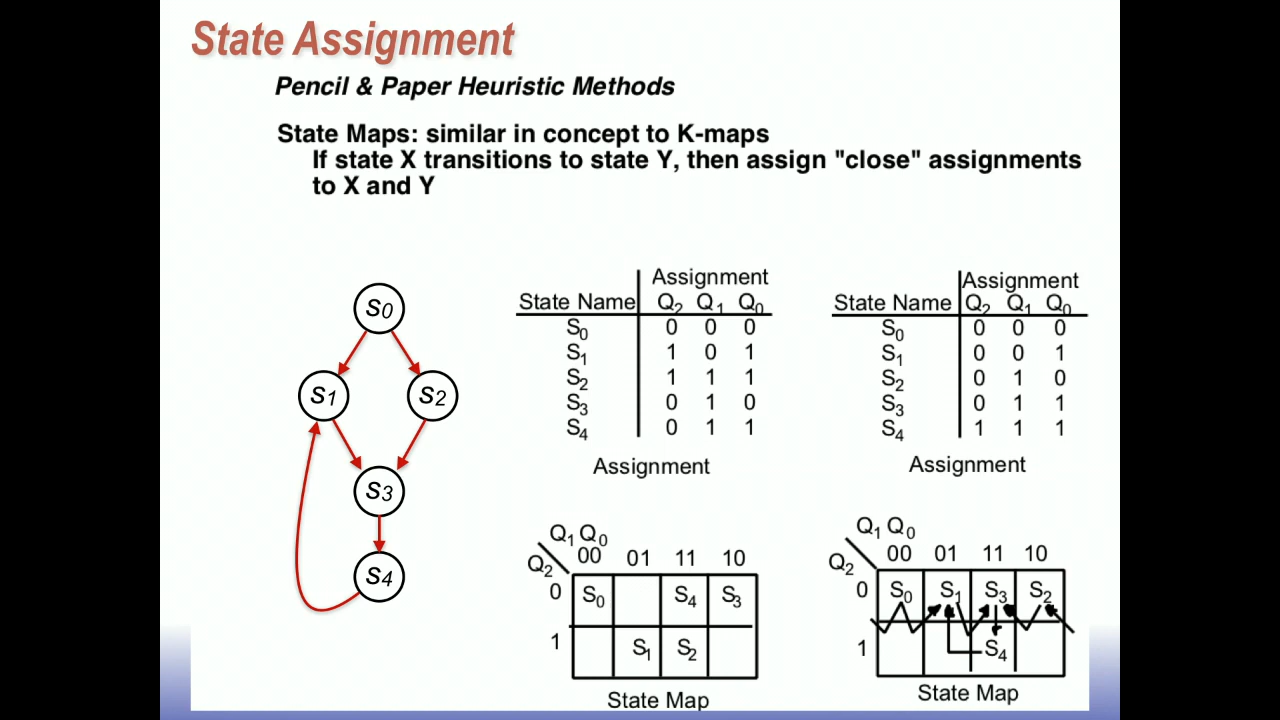 State Assignment
Pencil & Paper Heuristic Methods
State Maps: similar in concept to K-maps
If state X transitions to state Y, then assign "close" assignments
to X and Y
S0
S1 S2
S3
S4
Assignment
State Name Q2 Q1 Q0
S0 0 0 0
S1 1 0 1
S2 1 1 1
S3 0 1 0
S4 0 1 1
Assignment
Q1 Q0
Q2 00 01 11 10
0 S0 S4 S3
1 S1 S2
State Map
Assignment
State Name Q2 Q1 Q0
S0 0 0 0
S1 0 0 1
S2 0 1 0
S3 0 1 1
S4 1 1 1
Assignment
Q1 Q0
Q2 00 01 11 10
0 S0 S1 S3 S2
1 S4
State Map